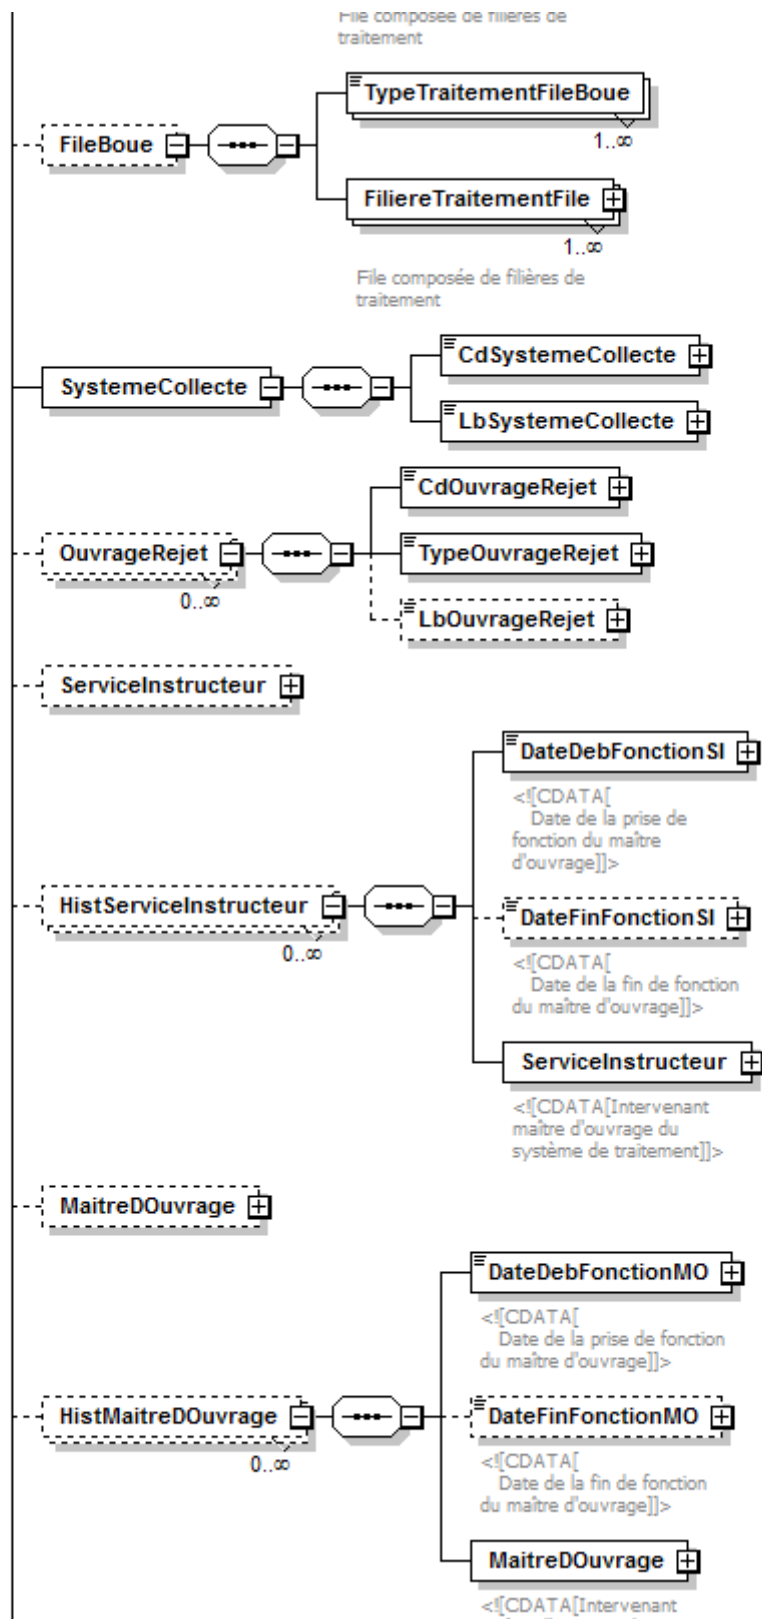 File composée de filières de
traitement
TypeTraitementFileBoue
1..∞
FileBoue
FiliereTraitementFile
1..∞
File composée de filières de
traitement
CdSystemeCollecte
SystemeCollecte
LbSystemeCollecte
CdOuvrageRejet
OuvrageRejet
0..∞
TypeOuvrageRejet
LbOuvrageRejet
ServiceInstructeur
DateDebFonctionSI
<![CDATA[
Date de la prise de
fonction du maître
d'ouvrage]]>
HistServiceInstructeur
0..∞
DateFinFonctionSI
<![CDATA[
Date de la fin de fonction
du maître d'ouvrage]]>
ServiceInstructeur
<![CDATA[Intervenant
maître d'ouvrage du
système de traitement]]>
MaitreDOuvrage
DateDebFonctionMO
<![CDATA[
Date de la prise de fonction
du maître d'ouvrage]]>
HistMaitreDOuvrage
0..∞
DateFinFonctionMO
<![CDATA[
Date de la fin de fonction
du maître d'ouvrage]]>
MaitreDOuvrage
<![CDATA[Intervenant